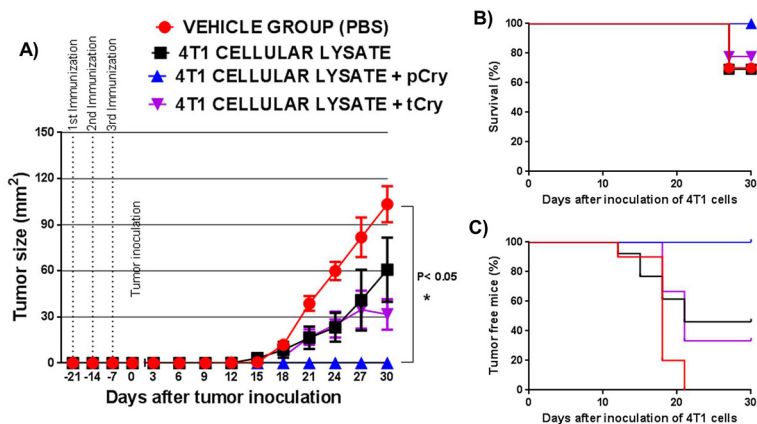 A)
VEHICLE GROUP (PBS)
4T1 CELLULAR LYSATE
4T1 CELLULAR LYSATE + pCry
4T1 CELLULAR LYSATE + tCry
1st Immunization
2nd Immunization
3rd Immunization
Tumor inoculation
Tumor size (mm²)
150
120
90
60
30
0
-21 -14 -7 0 3 6 9 12 15 18 21 24 27 30
Days after tumor inoculation
P< 0.05
*
B)
Survival (%)
100
80
60
40
20
0
0 10 20 30
Days after inoculation of 4T1 cells
C)
Tumor free mice (%)
100
80
60
40
20
0
0 10 20 30
Days after inoculation of 4T1 cells